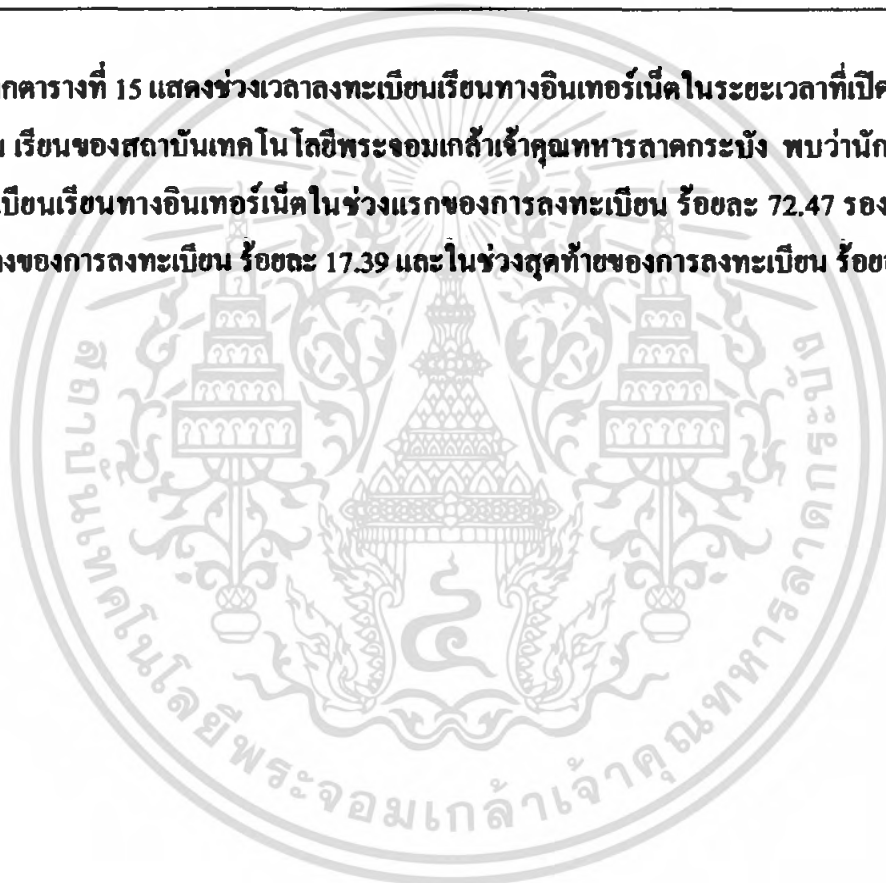 กตารางที่ 15 แสดงช่วงเวลาลงทะเบียนเรียนทางอินเทอร์เน็ตในระยะเวลาที่เปิด
น เรียนของสถาบันเทคโนโลยีพระจอมเกล้าเจ้าคุณทหารลาดกระบัง พบว่านัก
เบียนเรียนทางอินเทอร์เน็ตในช่วงแรกของการลงทะเบียน ร้อยละ 72.47 รอง
งของการลงทะเบียน ร้อยละ 17.39 และในช่วงสุดท้ายของการลงทะเบียน ร้อย
สถาบันเทคโนโลยีพระจอมเกล้าเจ้าคุณทหารลาดกระบัง
๔